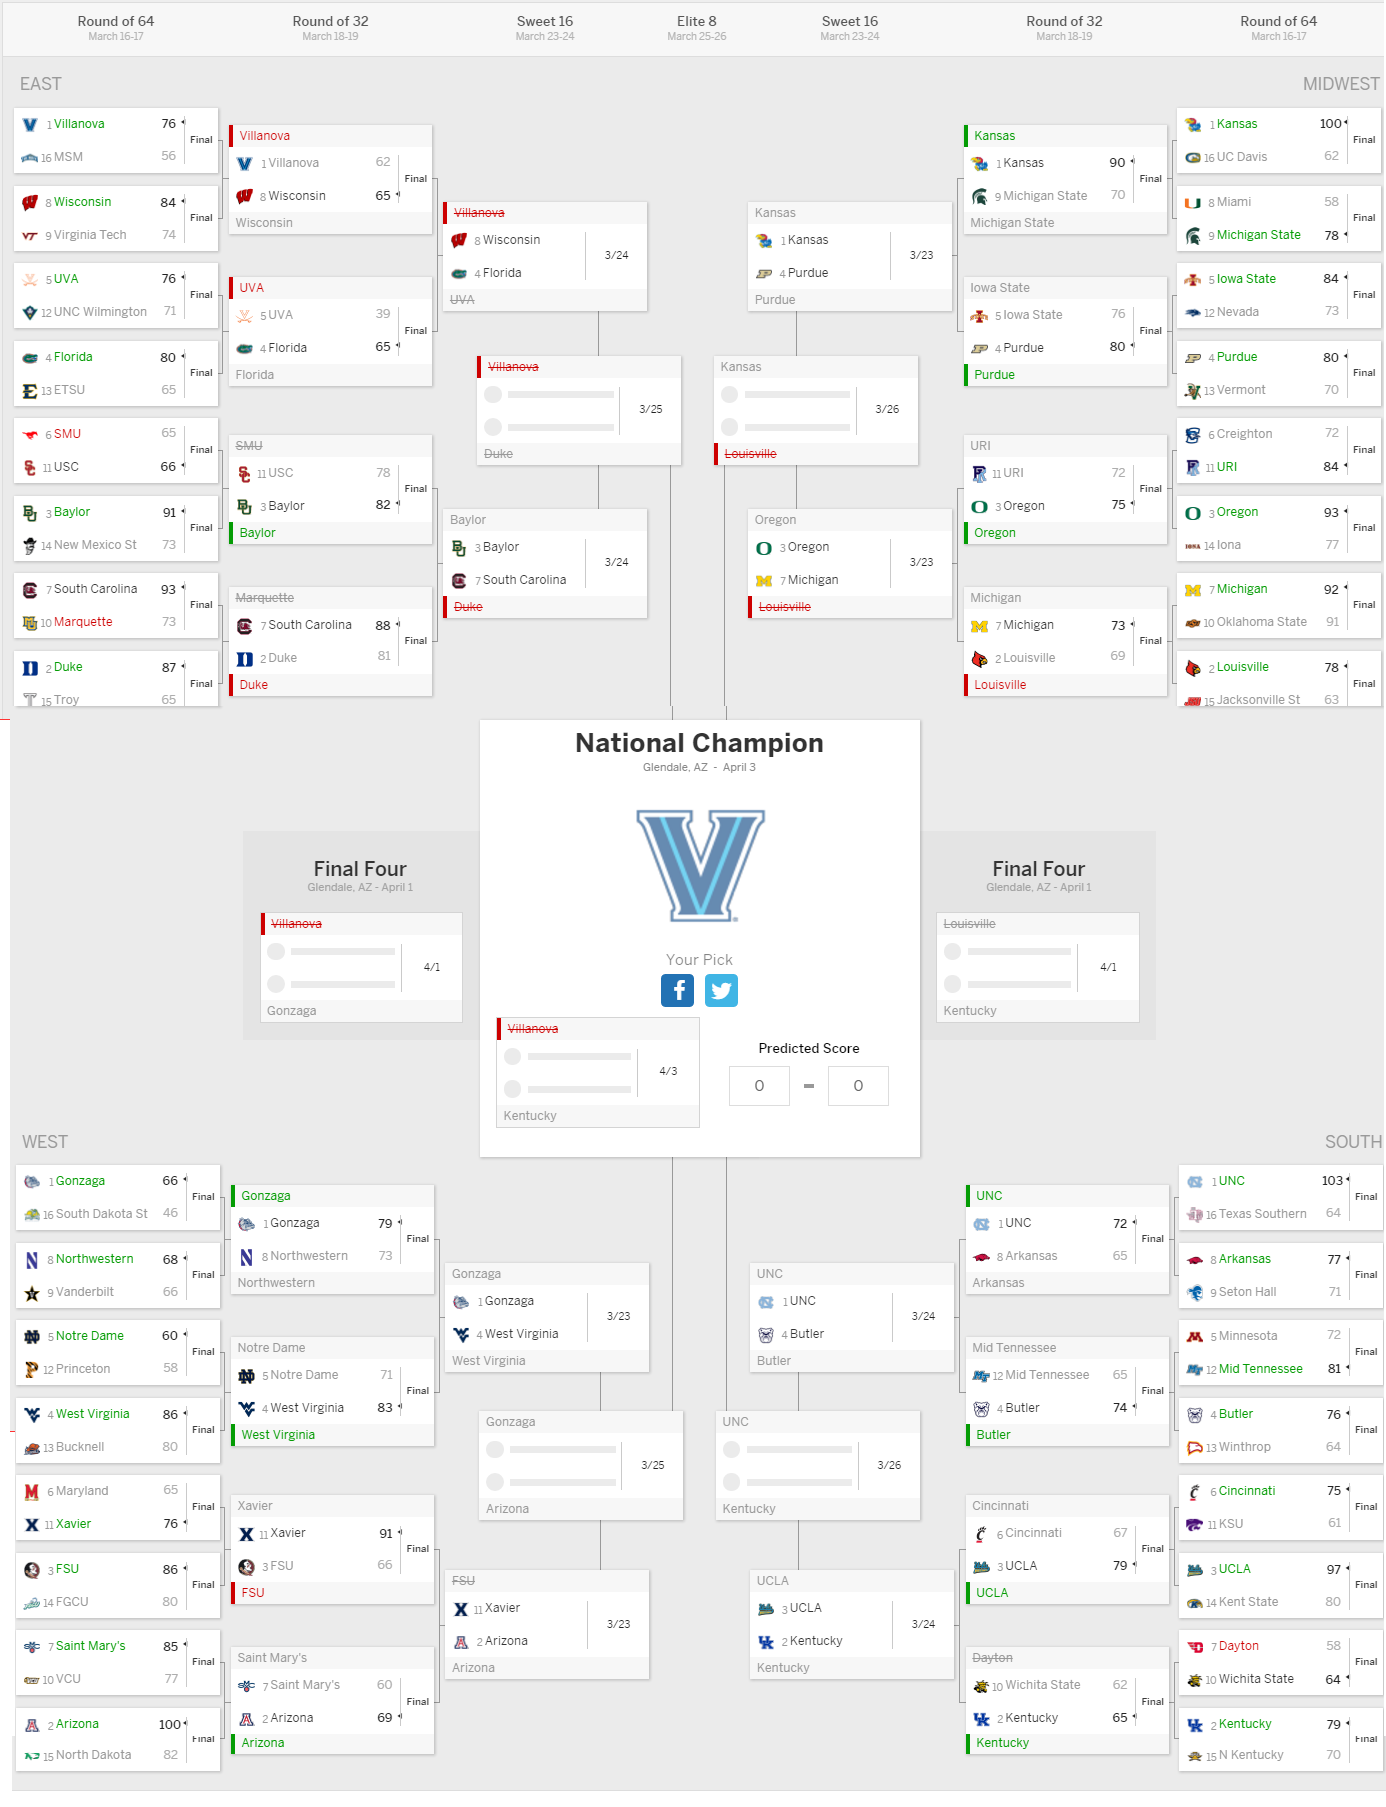 Round of 64
March 16-17
Round of 32
March 18-19
Sweet 16
March 23-24
Elite 8
March 25-26
Sweet 16
March 23-24
Round of 32
March 18-19
Round of 64
March 16-17
EAST
1 Villanova 76
16 MSM 56
Final
8 Wisconsin 84
9 Virginia Tech 74
Final
5 UVA 76
12 UNC Wilmington 71
Final
4 Florida 80
13 ETSU 65
Final
6 SMU 65
11 USC 66
Final
3 Baylor 91
14 New Mexico St 73
Final
7 South Carolina 93
10 Marquette 73
Final
2 Duke 87
15 Troy 65
Final
Villanova
1 Villanova 62
8 Wisconsin 65
Final
Wisconsin
UVA
5 UVA 39
4 Florida 65
Final
Florida
SMU
11 USC 78
3 Baylor 82
Final
Baylor
Marquette
7 South Carolina 88
2 Duke 81
Final
Duke
Villanova
8 Wisconsin
4 Florida
3/24
UVA
Villanova
3/25
Duke
Baylor
3 Baylor
7 South Carolina
3/24
Duke
MIDWEST
Kansas
1 Kansas
4 Purdue
3/23
Purdue
Kansas
3/26
Louisville
Oregon
3 Oregon
7 Michigan
3/23
Louisville
Kansas
1 Kansas 90
9 Michigan State 70
Final
Michigan State
Iowa State
5 Iowa State 76
4 Purdue 80
Final
Purdue
URI
11 URI 72
3 Oregon 75
Final
Oregon
Michigan
7 Michigan 73
2 Louisville 69
Final
Louisville
1 Kansas 100
16 UC Davis 62
Final
8 Miami 58
9 Michigan State 78
Final
5 Iowa State 84
12 Nevada 73
Final
4 Purdue 80
13 Vermont 70
Final
6 Creighton 72
11 URI 84
Final
3 Oregon 93
14 Iona 77
Final
7 Michigan 92
10 Oklahoma State 91
Final
2 Louisville 78
15 Jacksonville St 63
Final
National Champion
Glendale, AZ - April 3
Your Pick
Villanova
4/3
Kentucky
Predicted Score
0 - 0
Final Four
Glendale, AZ - April 1
Villanova
4/1
Gonzaga
Final Four
Glendale, AZ - April 1
Louisville
4/1
Kentucky
WEST
1 Gonzaga 66
16 South Dakota St 46
Final
8 Northwestern 68
9 Vanderbilt 66
Final
5 Notre Dame 60
12 Princeton 58
Final
4 West Virginia 86
13 Bucknell 80
Final
6 Maryland 65
11 Xavier 76
Final
3 FSU 86
14 FGCU 80
Final
7 Saint Mary's 85
10 VCU 77
Final
2 Arizona 100
15 North Dakota 82
Final
Gonzaga
1 Gonzaga 79
8 Northwestern 73
Final
Northwestern
Notre Dame
5 Notre Dame 71
4 West Virginia 83
Final
West Virginia
Xavier
11 Xavier 91
3 FSU 66
Final
FSU
Saint Mary's
7 Saint Mary's 60
2 Arizona 69
Final
Arizona
Gonzaga
1 Gonzaga
4 West Virginia
3/23
West Virginia
Gonzaga
3/25
Arizona
FSU
11 Xavier
2 Arizona
3/23
Arizona
SOUTH
UNC
1 UNC
4 Butler
3/24
Butler
UNC
3/26
Kentucky
UCLA
3 UCLA
2 Kentucky
3/24
Kentucky
UNC
1 UNC 72
8 Arkansas 65
Final
Arkansas
Mid Tennessee
12 Mid Tennessee 65
4 Butler 74
Final
Butler
Cincinnati
6 Cincinnati 67
3 UCLA 79
Final
UCLA
Dayton
10 Wichita State 62
2 Kentucky 65
Final
Kentucky
1 UNC 103
16 Texas Southern 64
Final
8 Arkansas 77
9 Seton Hall 71
Final
5 Minnesota 72
12 Mid Tennessee 81
Final
4 Butler 76
13 Winthrop 64
Final
6 Cincinnati 75
11 KSU 61
Final
3 UCLA 97
14 Kent State 80
Final
7 Dayton 58
10 Wichita State 64
Final
2 Kentucky 79
15 N Kentucky 70
Final